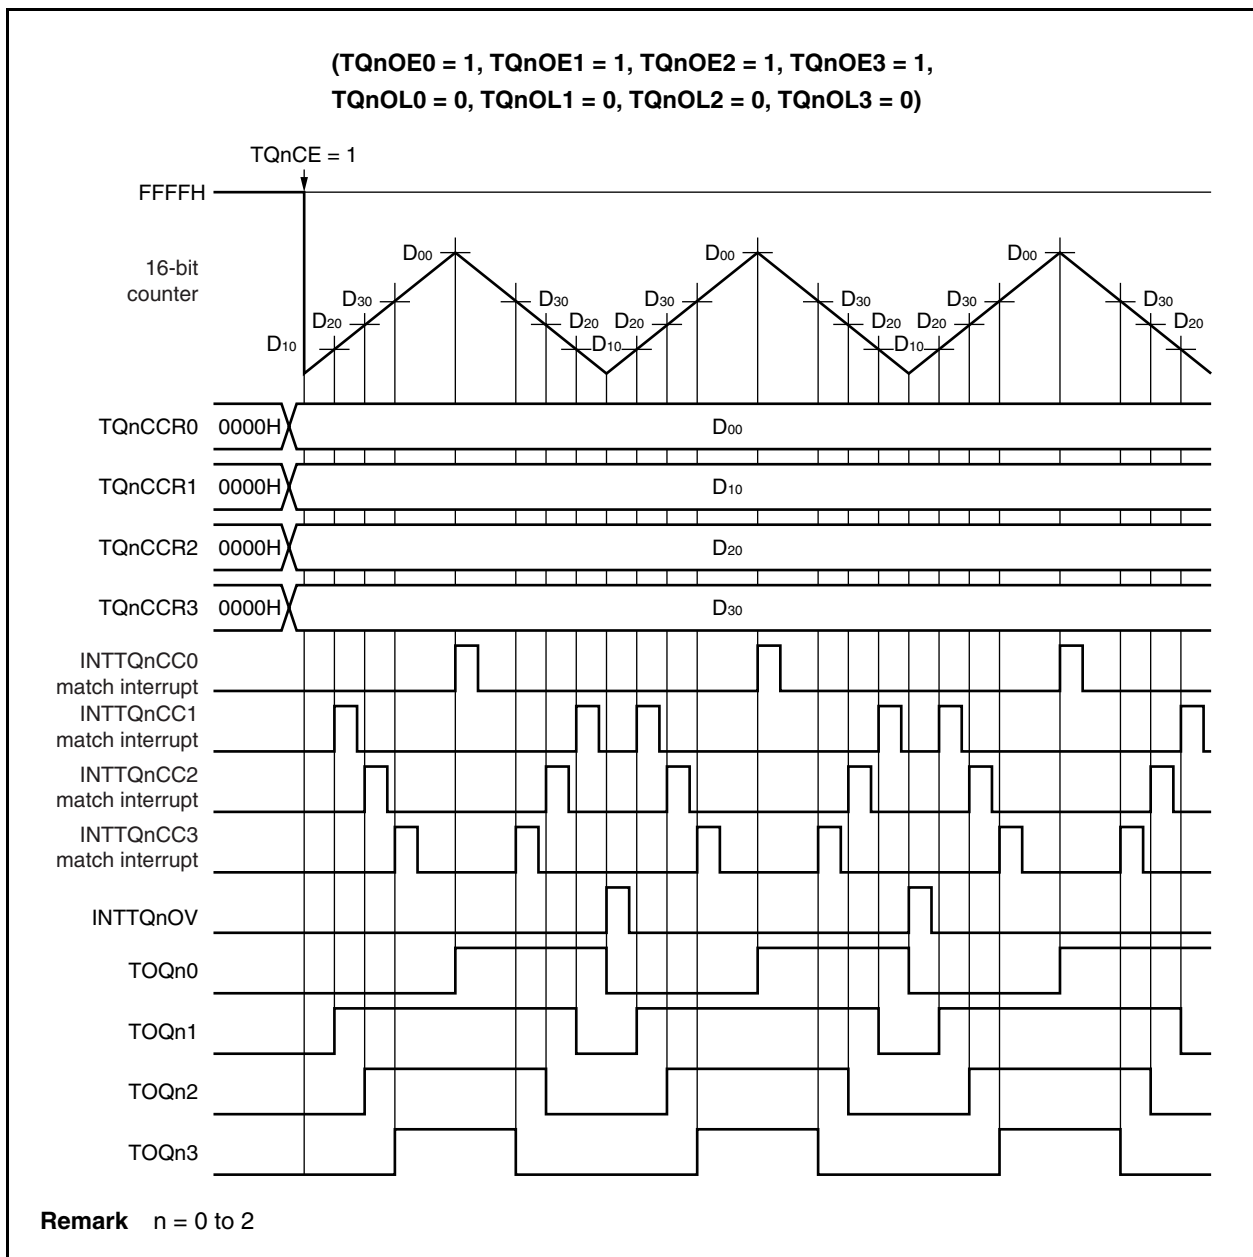 (TQnOE0 = 1, TQnOE1 = 1, TQnOE2 = 1, TQnOE3 = 1,
TQnOL0 = 0, TQnOL1 = 0, TQnOL2 = 0, TQnOL3 = 0)
TQnCE = 1
FFFFH
16-bit
counter
D00 D00 D00
D30 D30 D30 D30 D30 D30
D20 D20 D20 D20 D20 D20
D10 D10 D10
TQnCCR0 0000H D00
TQnCCR1 0000H D10
TQnCCR2 0000H D20
TQnCCR3 0000H D30
INTTQnCC0
match interrupt
INTTQnCC1
match interrupt
INTTQnCC2
match interrupt
INTTQnCC3
match interrupt
INTTQnOV
TOQn0
TOQn1
TOQn2
TOQn3
Remark n = 0 to 2